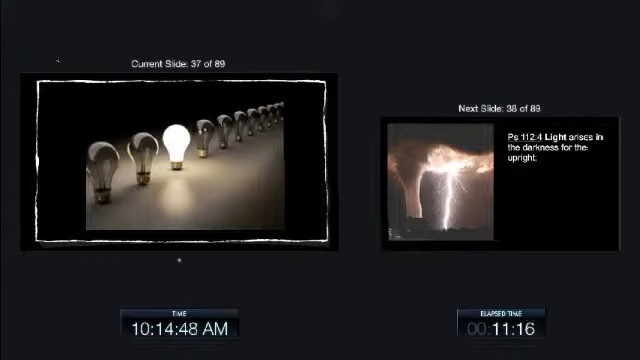 Current Slide: 37 of 89
Next Slide: 38 of 89
Ps 112:4 Light arises in
the darkness for the
upright;
TIME
10:14:48 AM
ELAPSED TIME
00:11:16